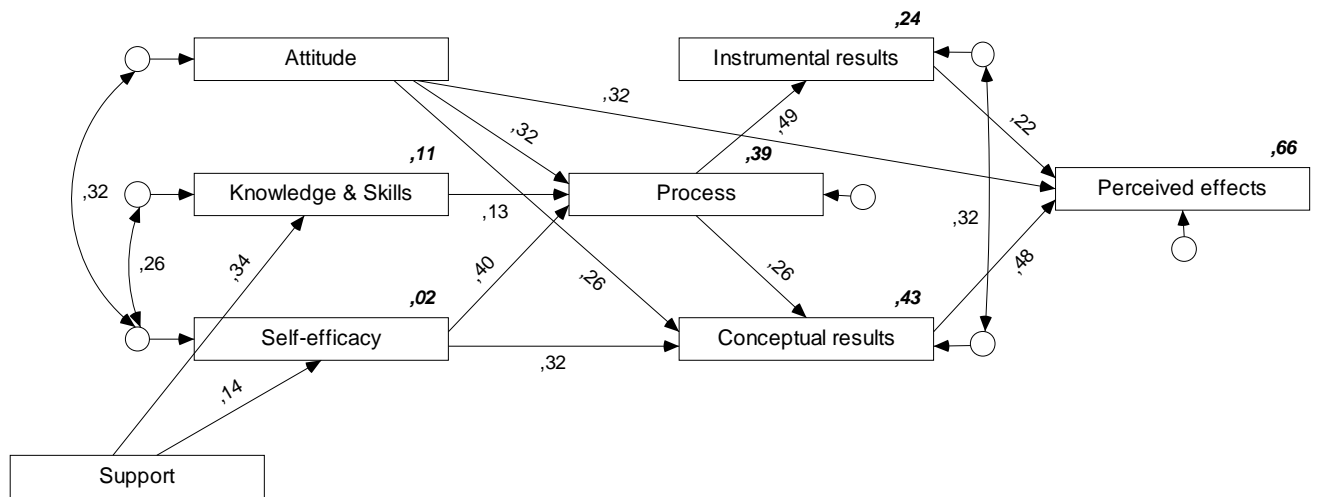 ,24
Attitude
Instrumental results
,32
,22
,32
,49
,11
,39
,66
Knowledge & Skills
Process
Perceived effects
,32
,13
,32
,26
,34
,40
,26
,26
,48
,02
,43
Self-efficacy
Conceptual results
,32
,14
Support